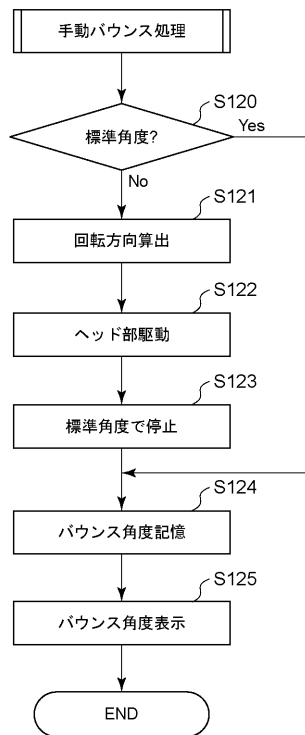 手動バウンス処理
S120
標準角度?
Yes
No
S121
回転方向算出
S122
ヘッド部駆動
S123
標準角度で停止
S124
バウンス角度記憶
S125
バウンス角度表示
END